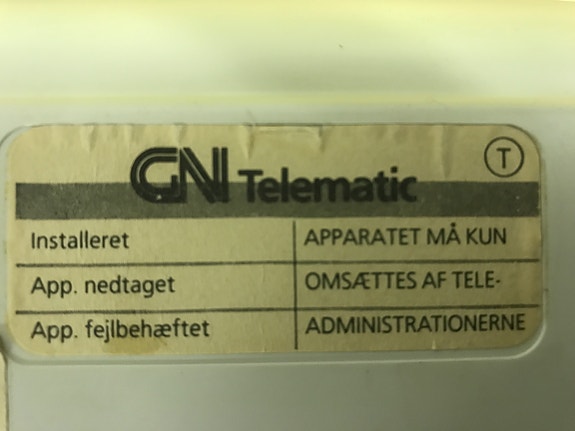 GN Telematic T
Installeret APPARATET MÅ KUN
App. nedtaget OMSÆTTES AF TELE-
App. fejlbehæftet ADMINISTRATIONERNE